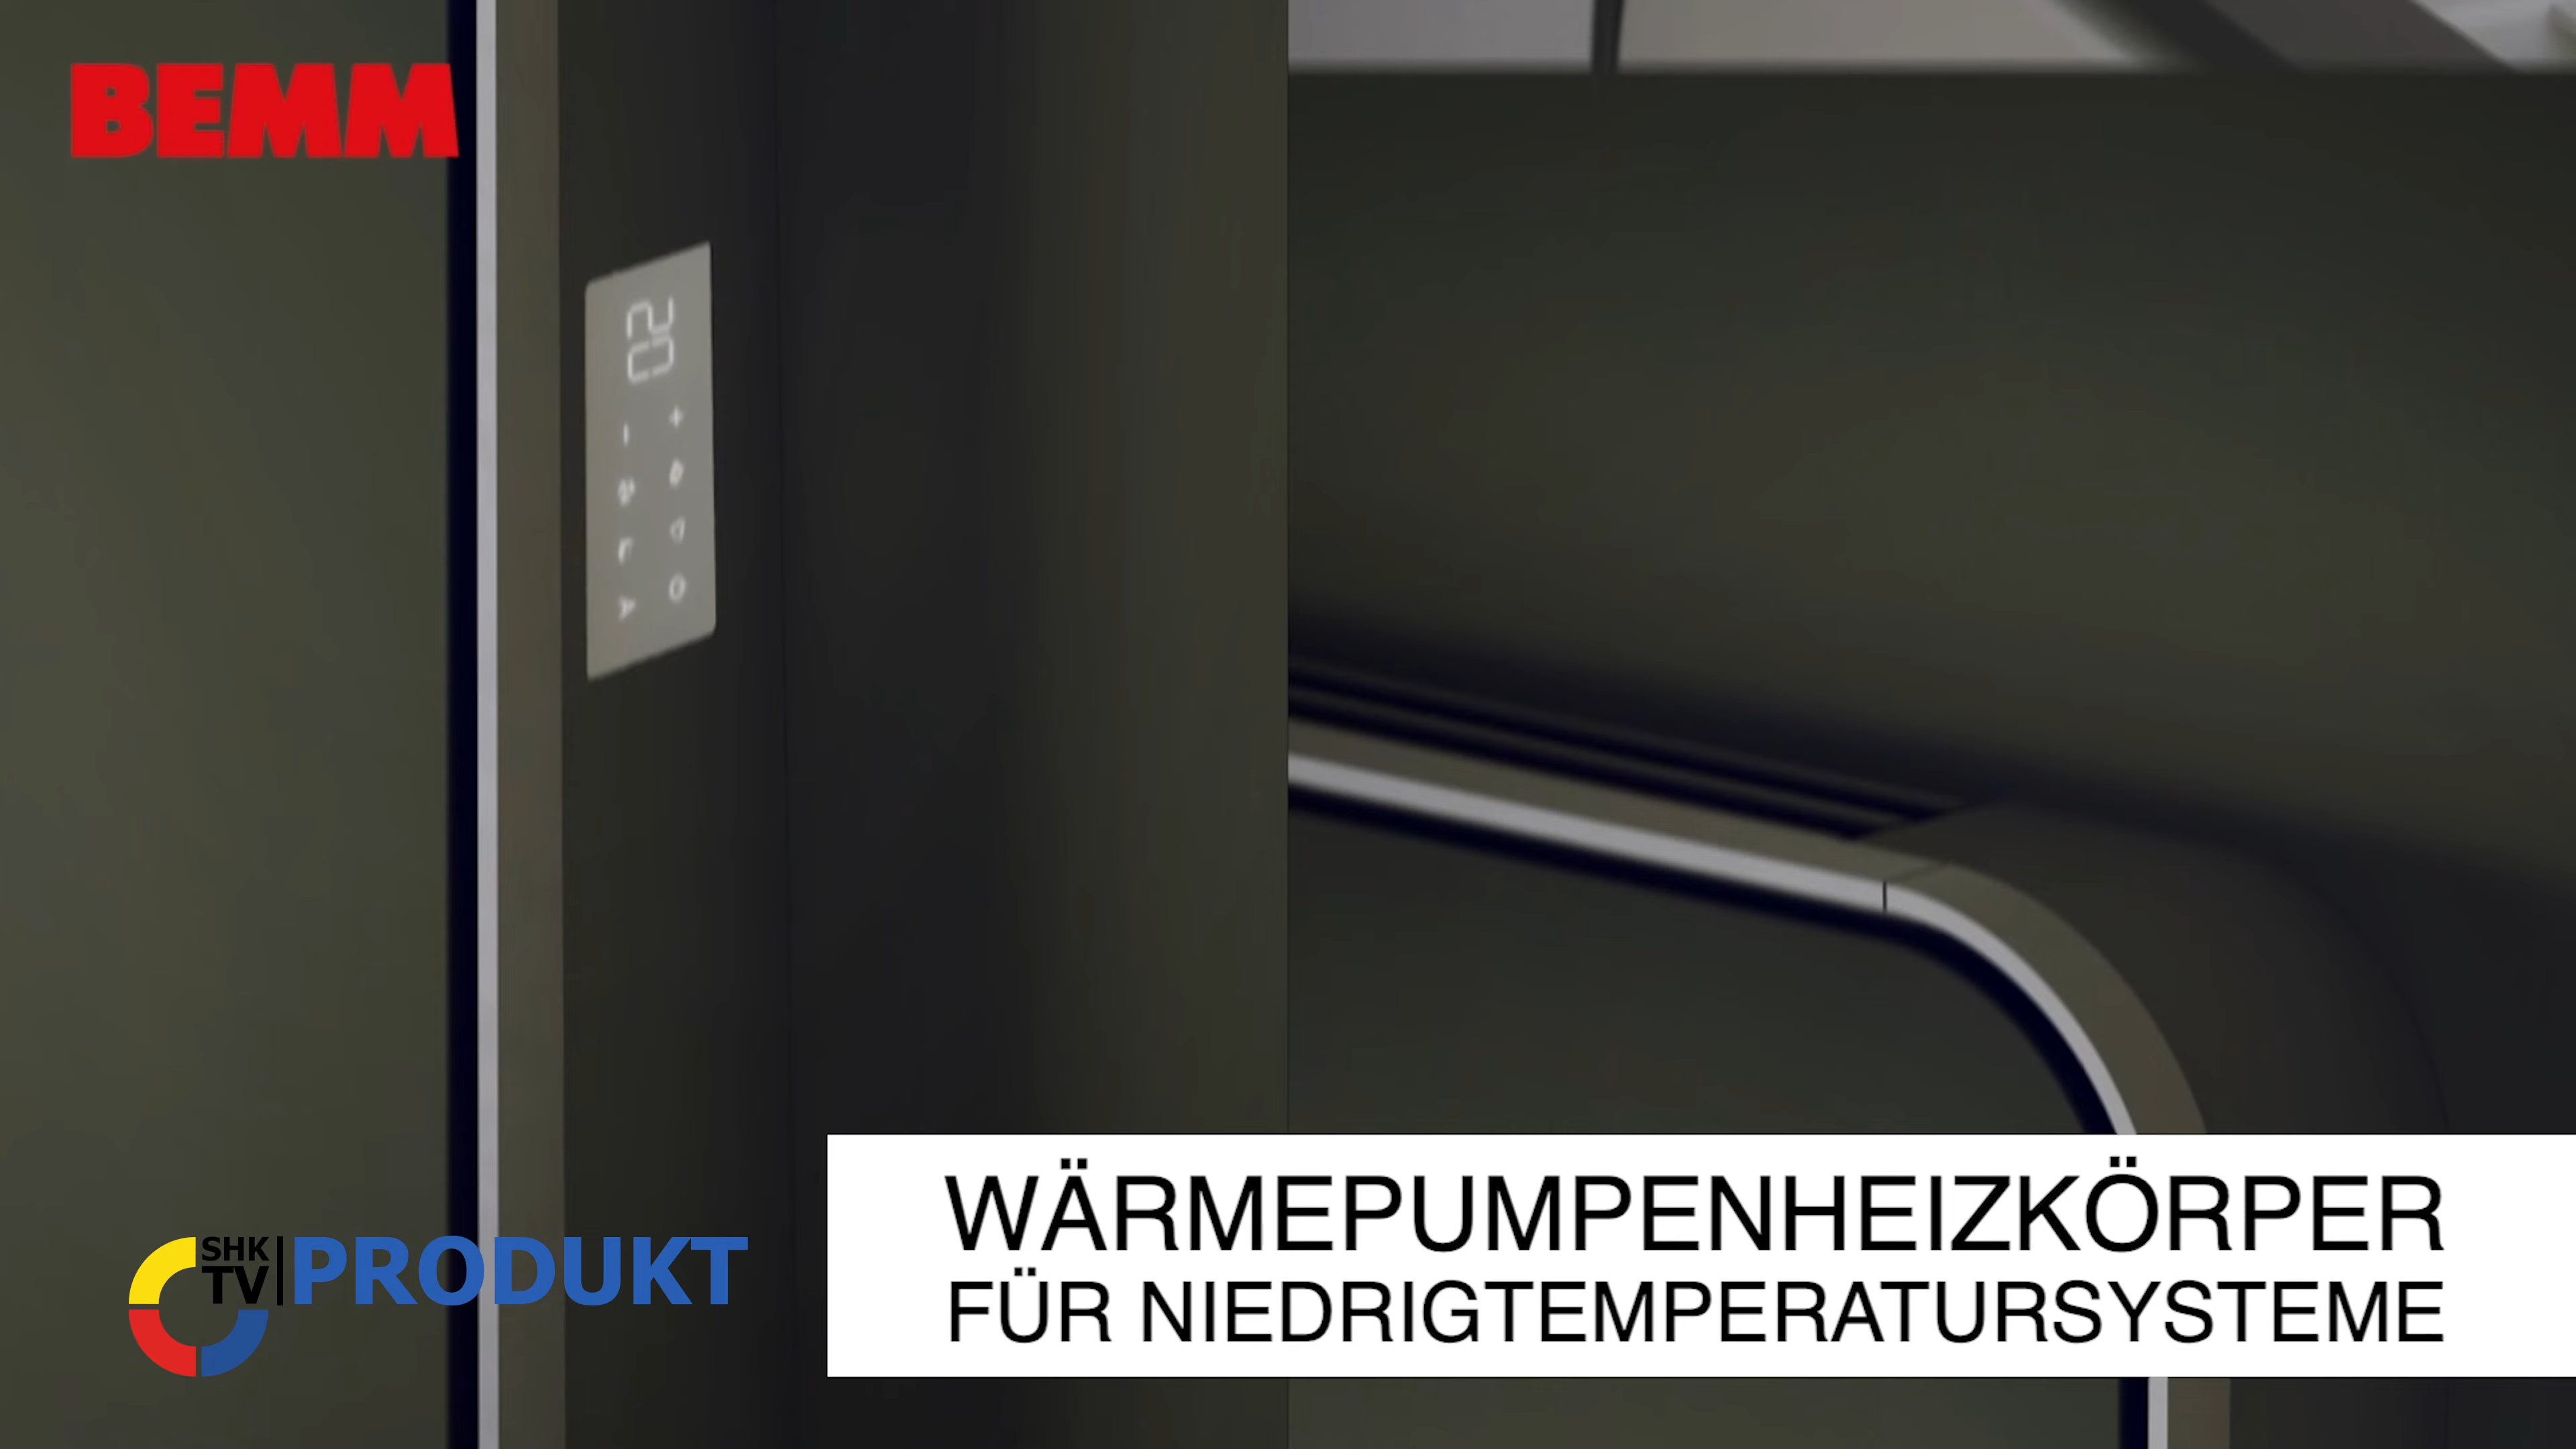 BEMM
20
- +
A
SHK
TV
PRODUKT
WÄRMEPUMPENHEIZKÖRPER
FÜR NIEDRIGTEMPERATURSYSTEME